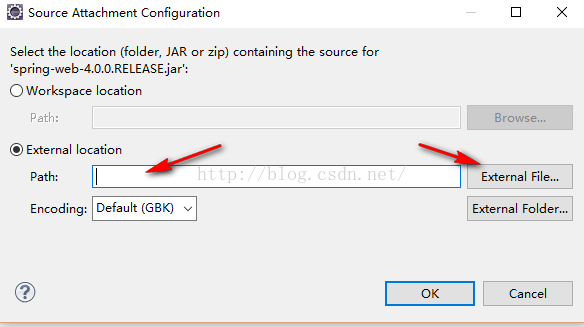 Source Attachment Configuration
Select the location (folder, JAR or zip) containing the source for
'spring-web-4.0.0.RELEASE.jar':
Workspace location
Path:
Browse...
External location
Path:
http://blog.csdn.net/
External File...
Encoding:
Default (GBK)
External Folder...
?
OK
Cancel